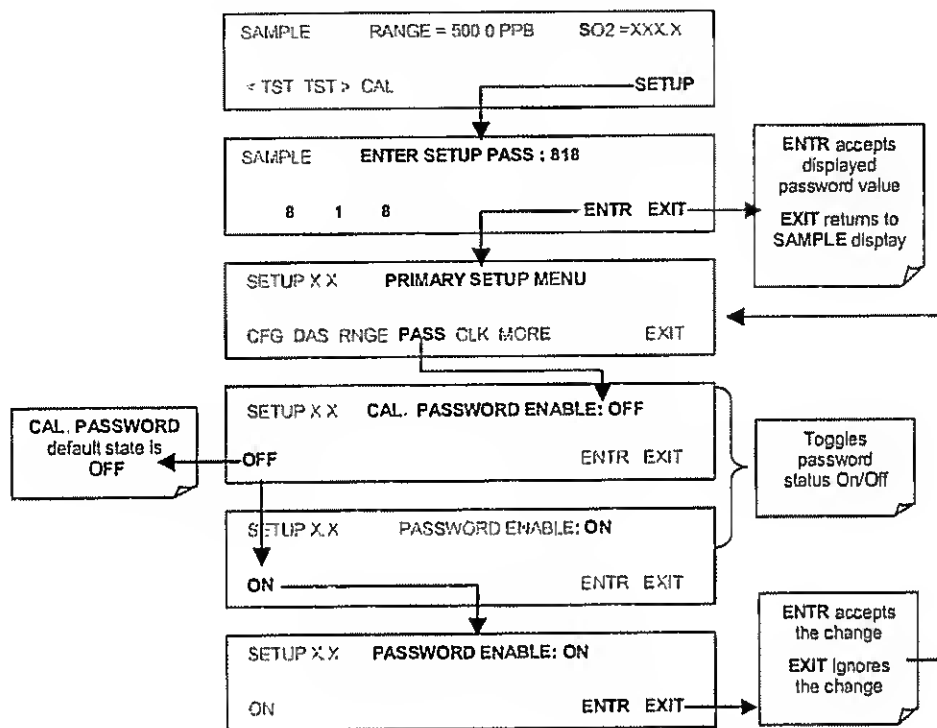 SAMPLE RANGE = 500 0 PPB SO2 =XXX.X
< TST TST > CAL SETUP
SAMPLE ENTER SETUP PASS : 818
8 1 8 ENTR EXIT
ENTR accepts
displayed
password value
EXIT returns to
SAMPLE display
SETUP X X PRIMARY SETUP MENU
CFG DAS RNGE PASS CLK MORE EXIT
SETUP X X CAL. PASSWORD ENABLE: OFF
OFF ENTR EXIT
CAL. PASSWORD
default state is
OFF
Toggles
password
status On/Off
SETUP X.X PASSWORD ENABLE: ON
ON ENTR EXIT
SETUP X.X PASSWORD ENABLE: ON
ON ENTR EXIT
ENTR accepts
the change
EXIT Ignores
the change